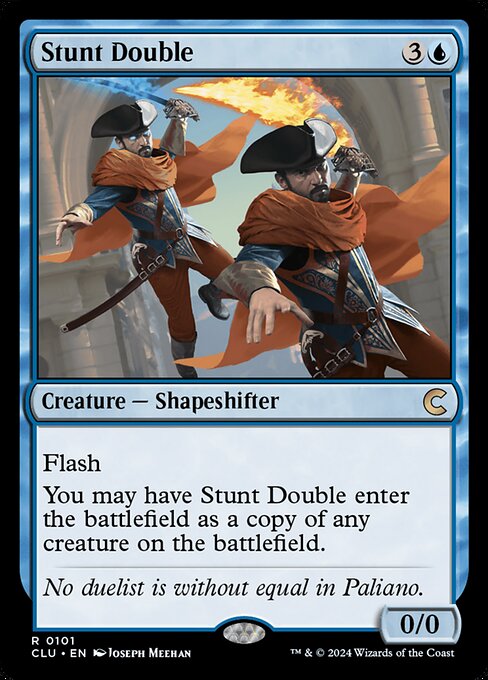 Stunt Double 3
Creature — Shapeshifter
Flash
You may have Stunt Double enter
the battlefield as a copy of any
creature on the battlefield.
No duelist is without equal in Paliano.
0/0
R 0101
CLU • EN Joseph Meehan
™ & © 2024 Wizards of the Coast